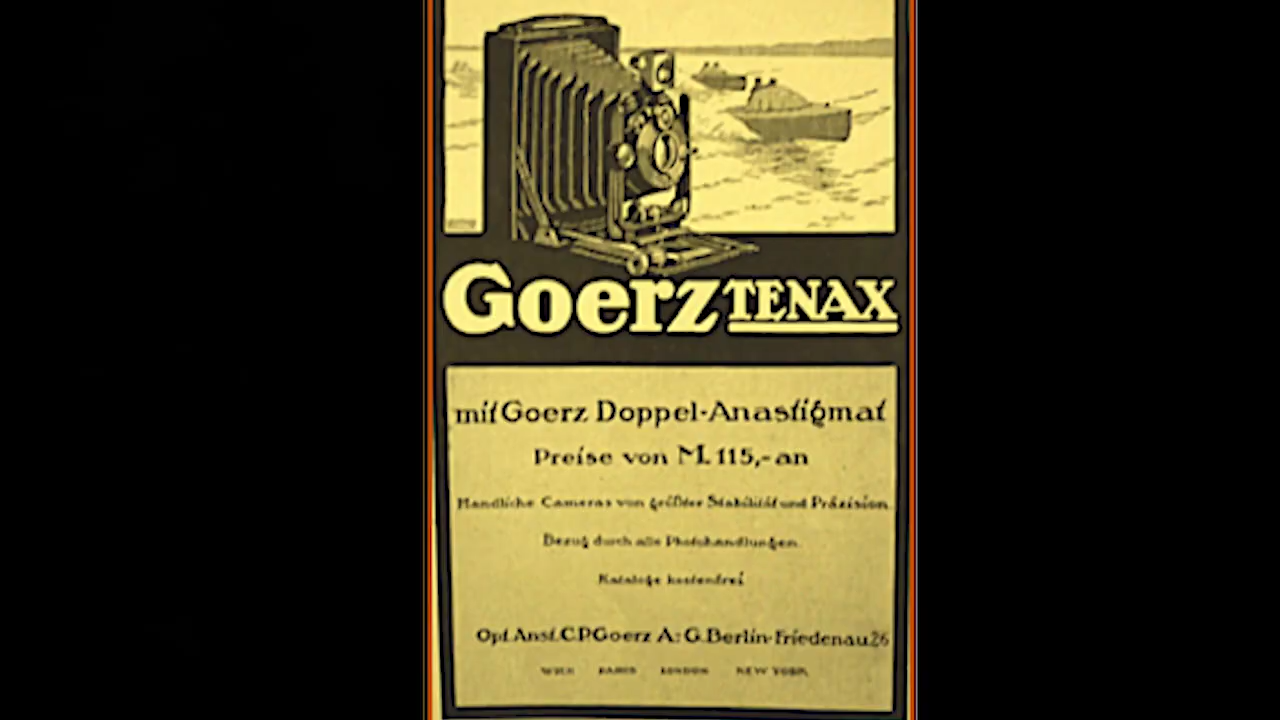 Goerz TENAX
mit Goerz Doppel-Anastigmat
Preise von M. 115,- an
Handliche Cameras von größter Stabilität und Präzision.
Bezug durch alle Photohandlungen.
Kataloge kostenfrei
Opt. Anst. C.P. Goerz A:G. Berlin-Friedenau 26
WIEN PARIS LONDON NEW YORK.